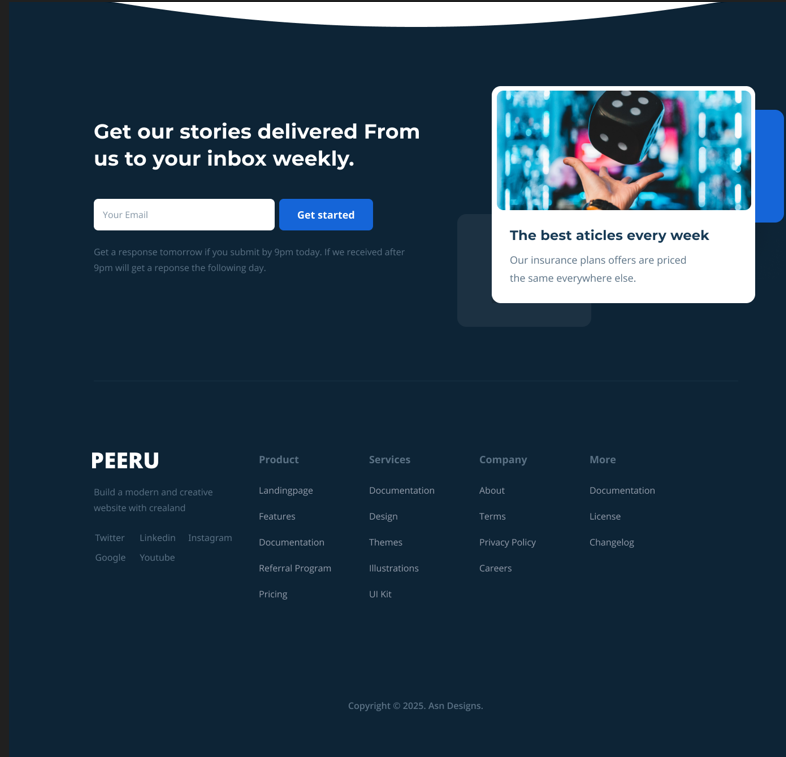 Get our stories delivered From
us to your inbox weekly.
Your Email
Get started
Get a response tomorrow if you submit by 9pm today. If we received after
9pm will get a reponse the following day.
The best aticles every week
Our insurance plans offers are priced
the same everywhere else.
PEERU
Build a modern and creative
website with crealand
Twitter Linkedin Instagram
Google Youtube
Product
Landingpage
Features
Documentation
Referral Program
Pricing
Services
Documentation
Design
Themes
Illustrations
UI Kit
Company
About
Terms
Privacy Policy
Careers
More
Documentation
License
Changelog
Copyright © 2025. Asn Designs.